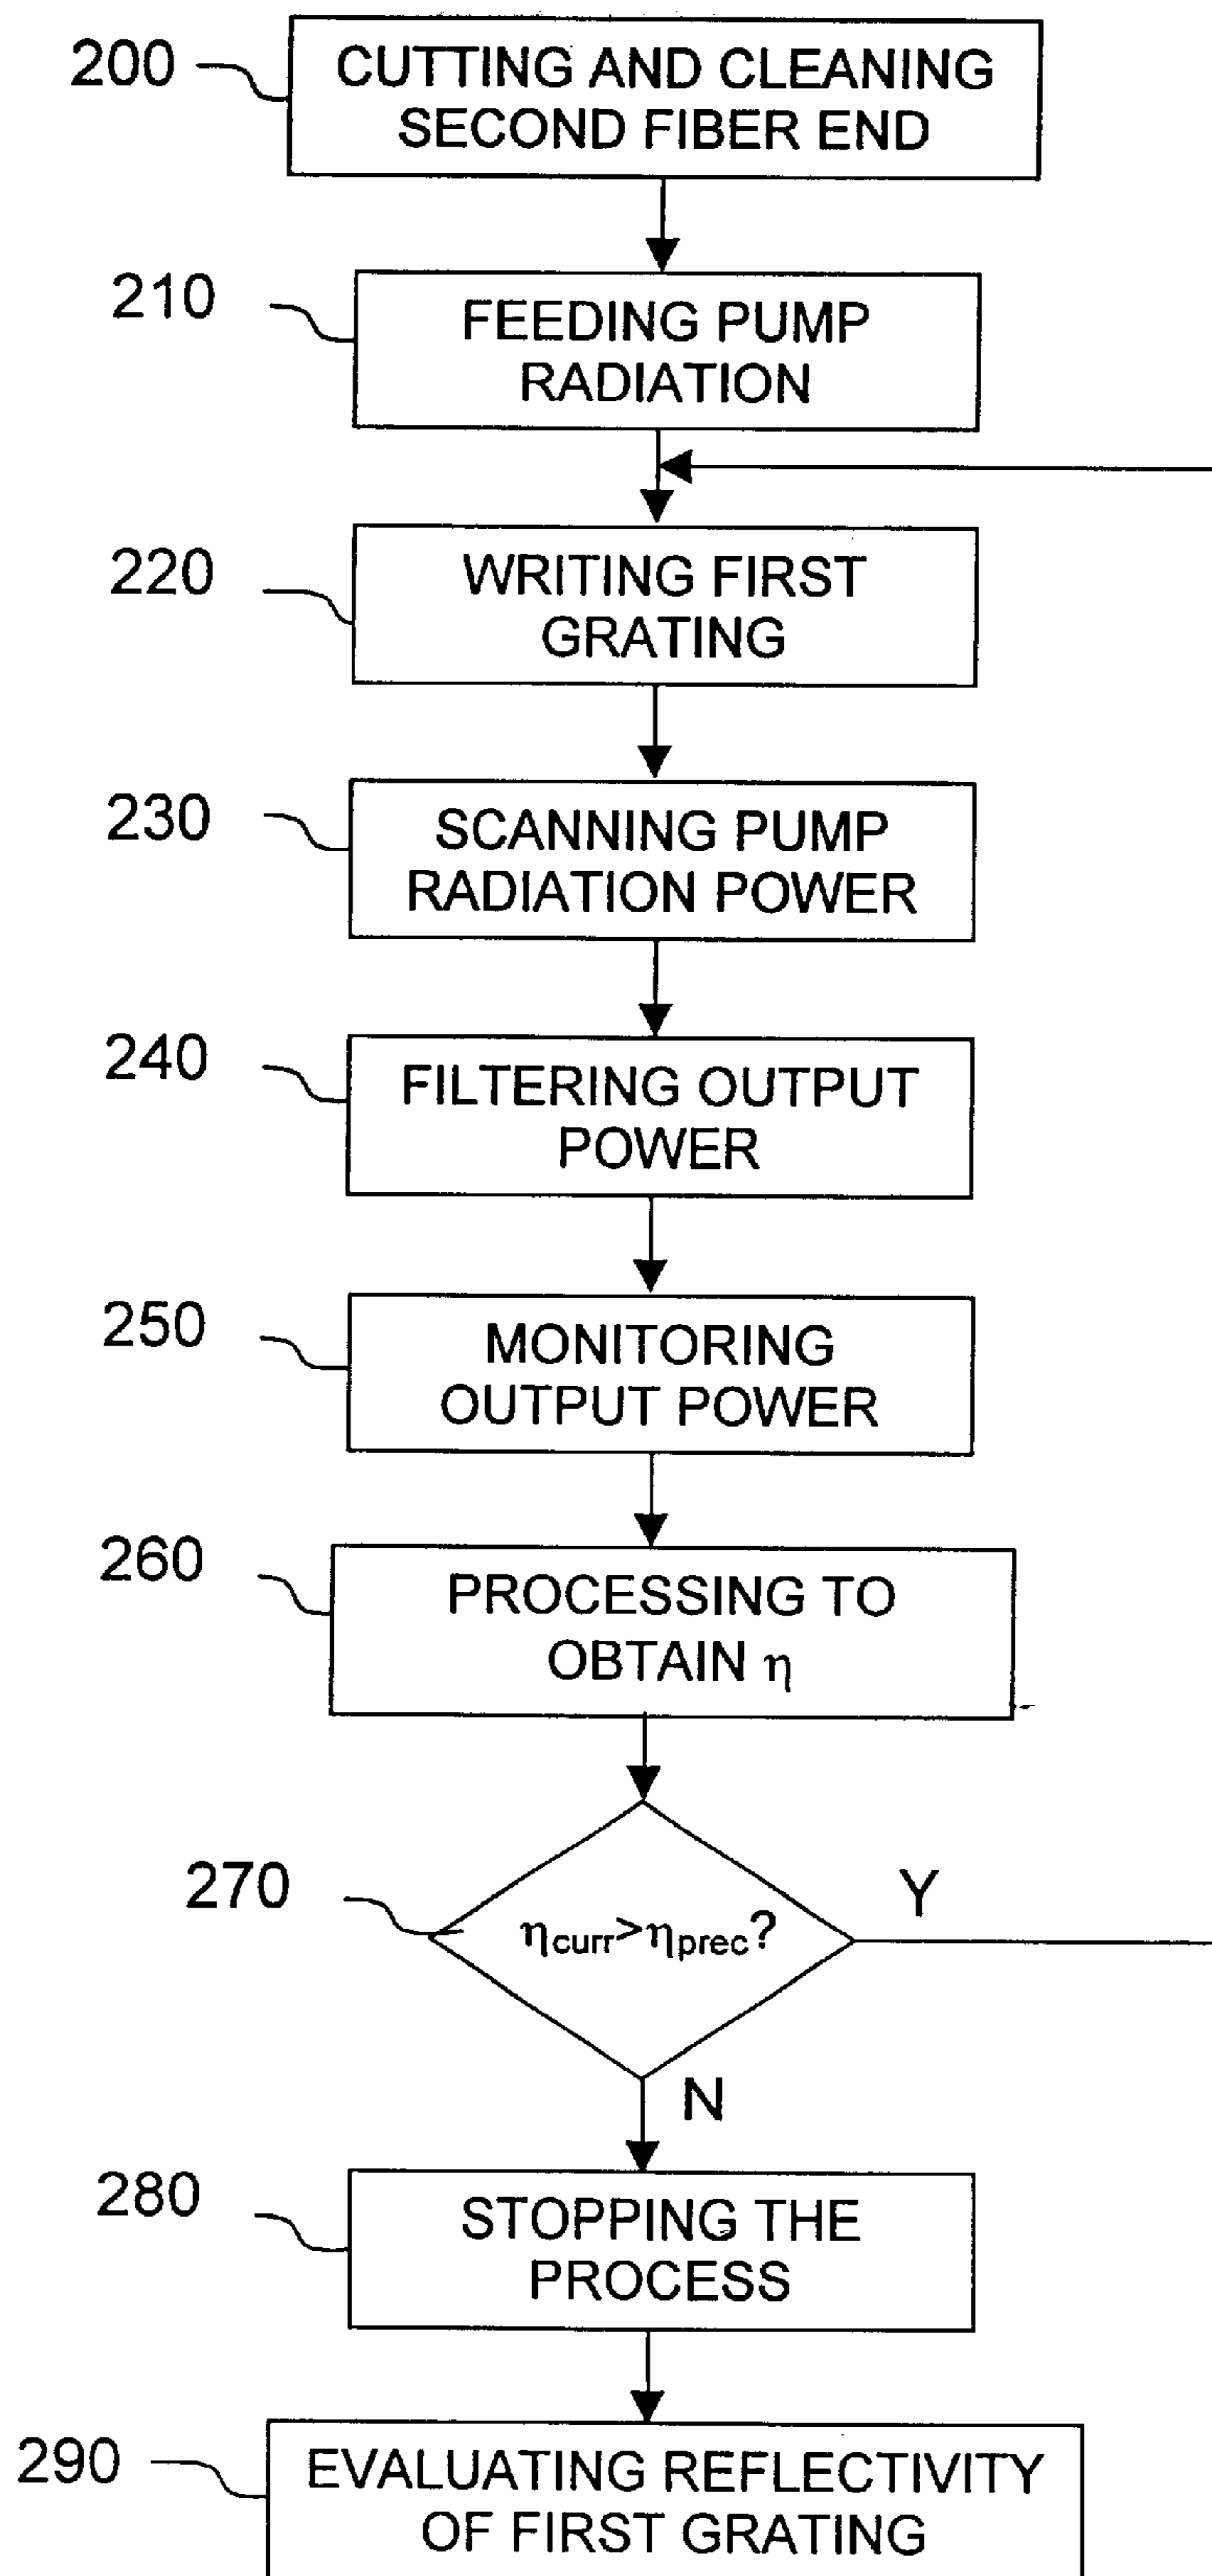 200
CUTTING AND CLEANING
SECOND FIBER END
210
FEEDING PUMP
RADIATION
220
WRITING FIRST
GRATING
230
SCANNING PUMP
RADIATION POWER
240
FILTERING OUTPUT
POWER
250
MONITORING
OUTPUT POWER
260
PROCESSING TO
OBTAIN η
270
ηcurr>ηprec?
Y
N
280
STOPPING THE
PROCESS
290
EVALUATING REFLECTIVITY
OF FIRST GRATING